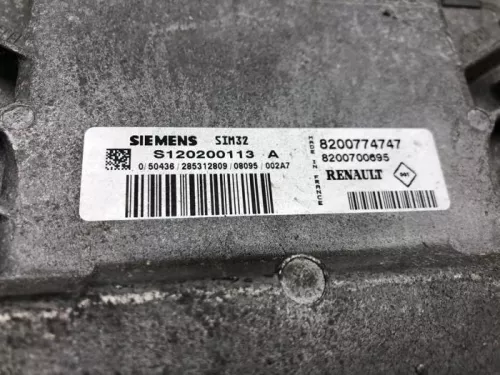 SIEMENS SIM32
S120200113 A
0/50436/285312809/08095/002A7
MADE IN FRANCE
8200774747
8200700695
RENAULT